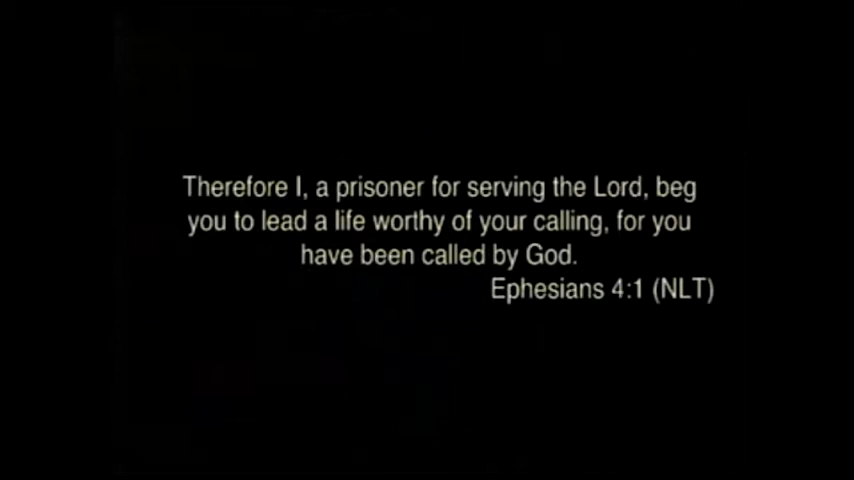 Therefore I, a prisoner for serving the Lord, beg
you to lead a life worthy of your calling, for you
have been called by God.
Ephesians 4:1 (NLT)